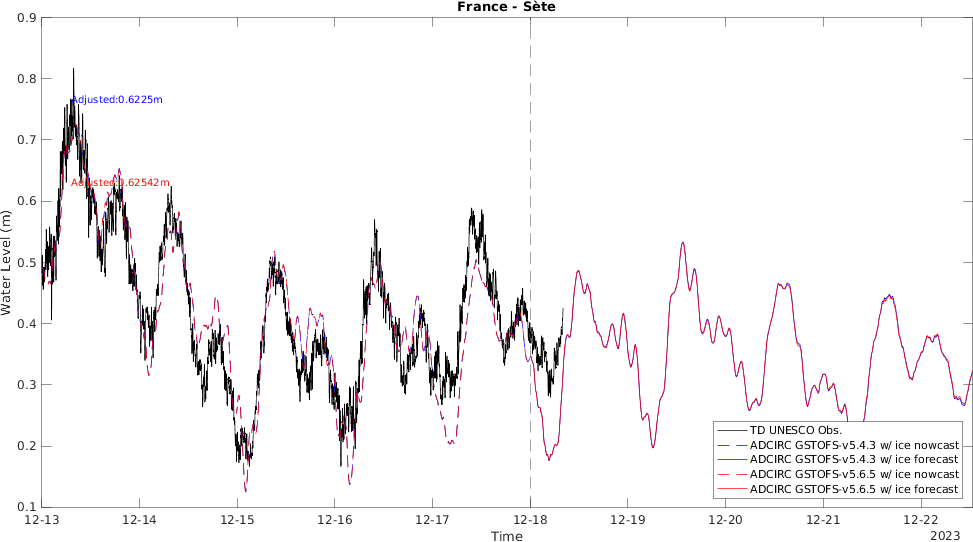 France - Sète
Water Level (m)
0.9
0.8
0.7
0.6
0.5
0.4
0.3
0.2
0.1
Adjusted:0.6225m
Adjusted:0.62542m
TD UNESCO Obs.
ADCIRC GSTOFS-v5.4.3 w/ ice nowcast
ADCIRC GSTOFS-v5.4.3 w/ ice forecast
ADCIRC GSTOFS-v5.6.5 w/ ice nowcast
ADCIRC GSTOFS-v5.6.5 w/ ice forecast
12-13 12-14 12-15 12-16 12-17 12-18 12-19 12-20 12-21 12-22
Time
2023